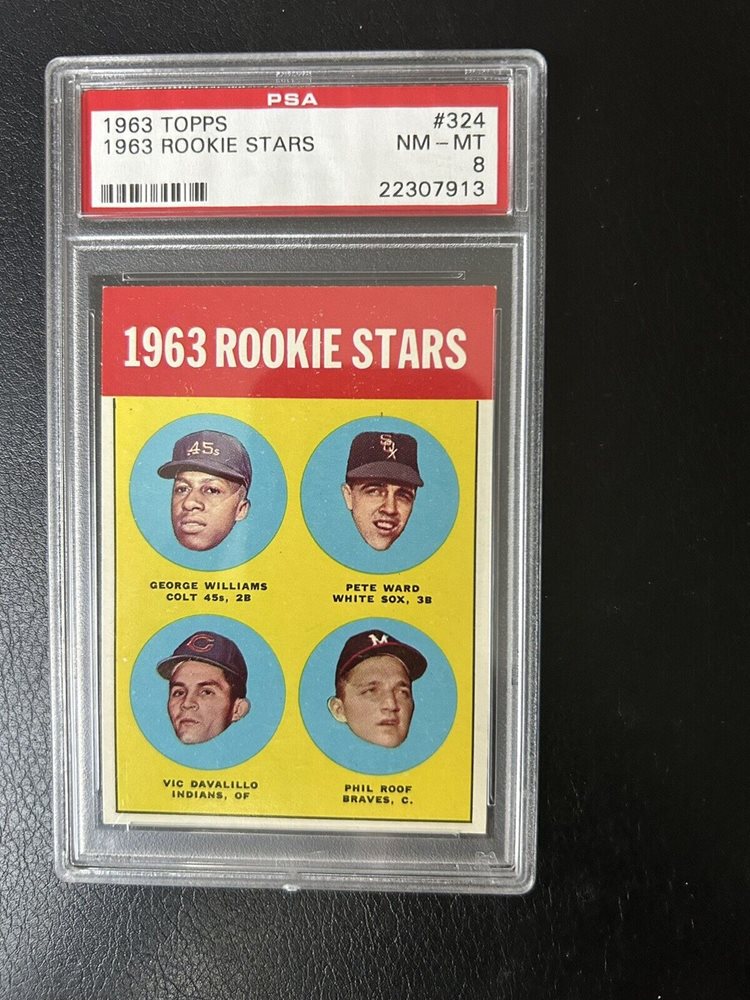 PSA
1963 TOPPS #324
1963 ROOKIE STARS NM - MT
8
22307913
1963 ROOKIE STARS
.45s
SOX
GEORGE WILLIAMS
COLT 45s, 2B
PETE WARD
WHITE SOX, 3B
C
M
VIC DAVALILLO
INDIANS, OF
PHIL ROOF
BRAVES, C.